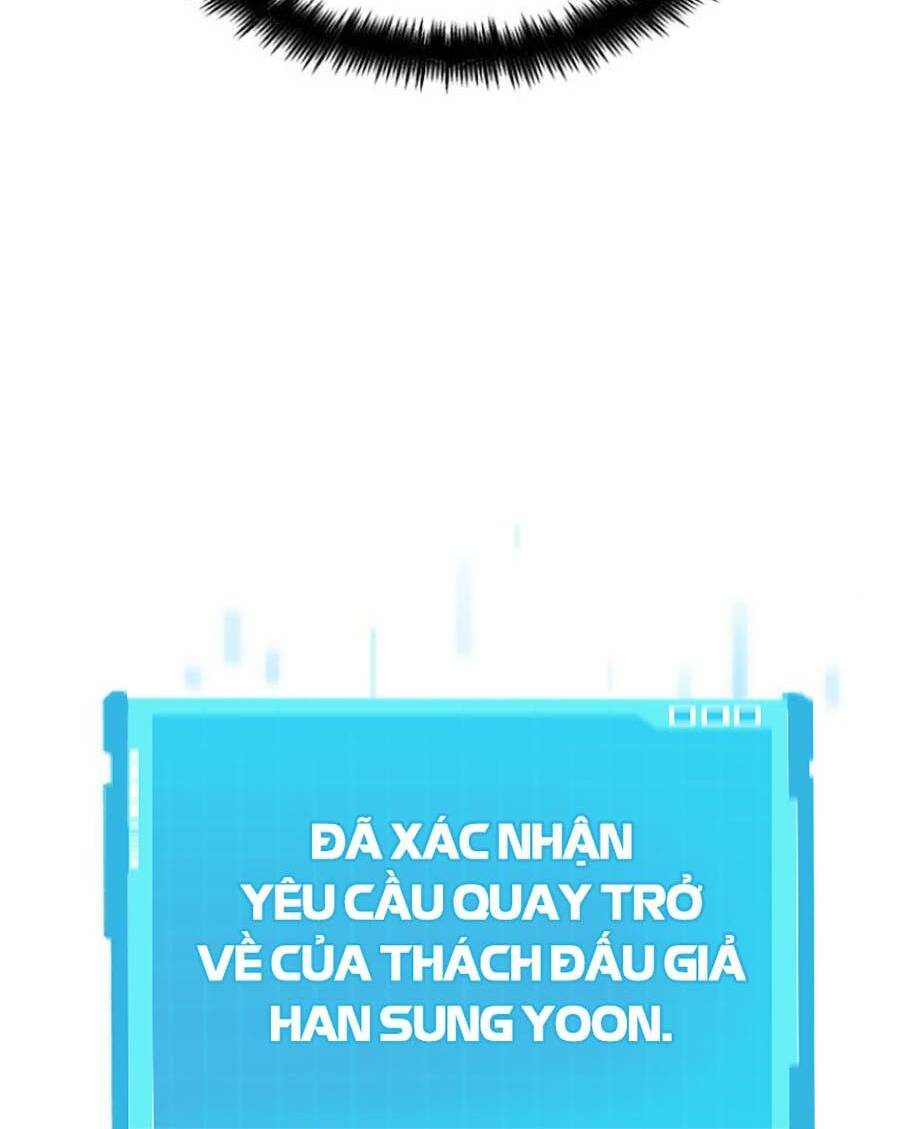 ĐÃ XÁC NHẬN
YÊU CẦU QUAY TRỞ
VỀ CỦA THÁCH ĐẤU GIẢ
HAN SUNG YOON.